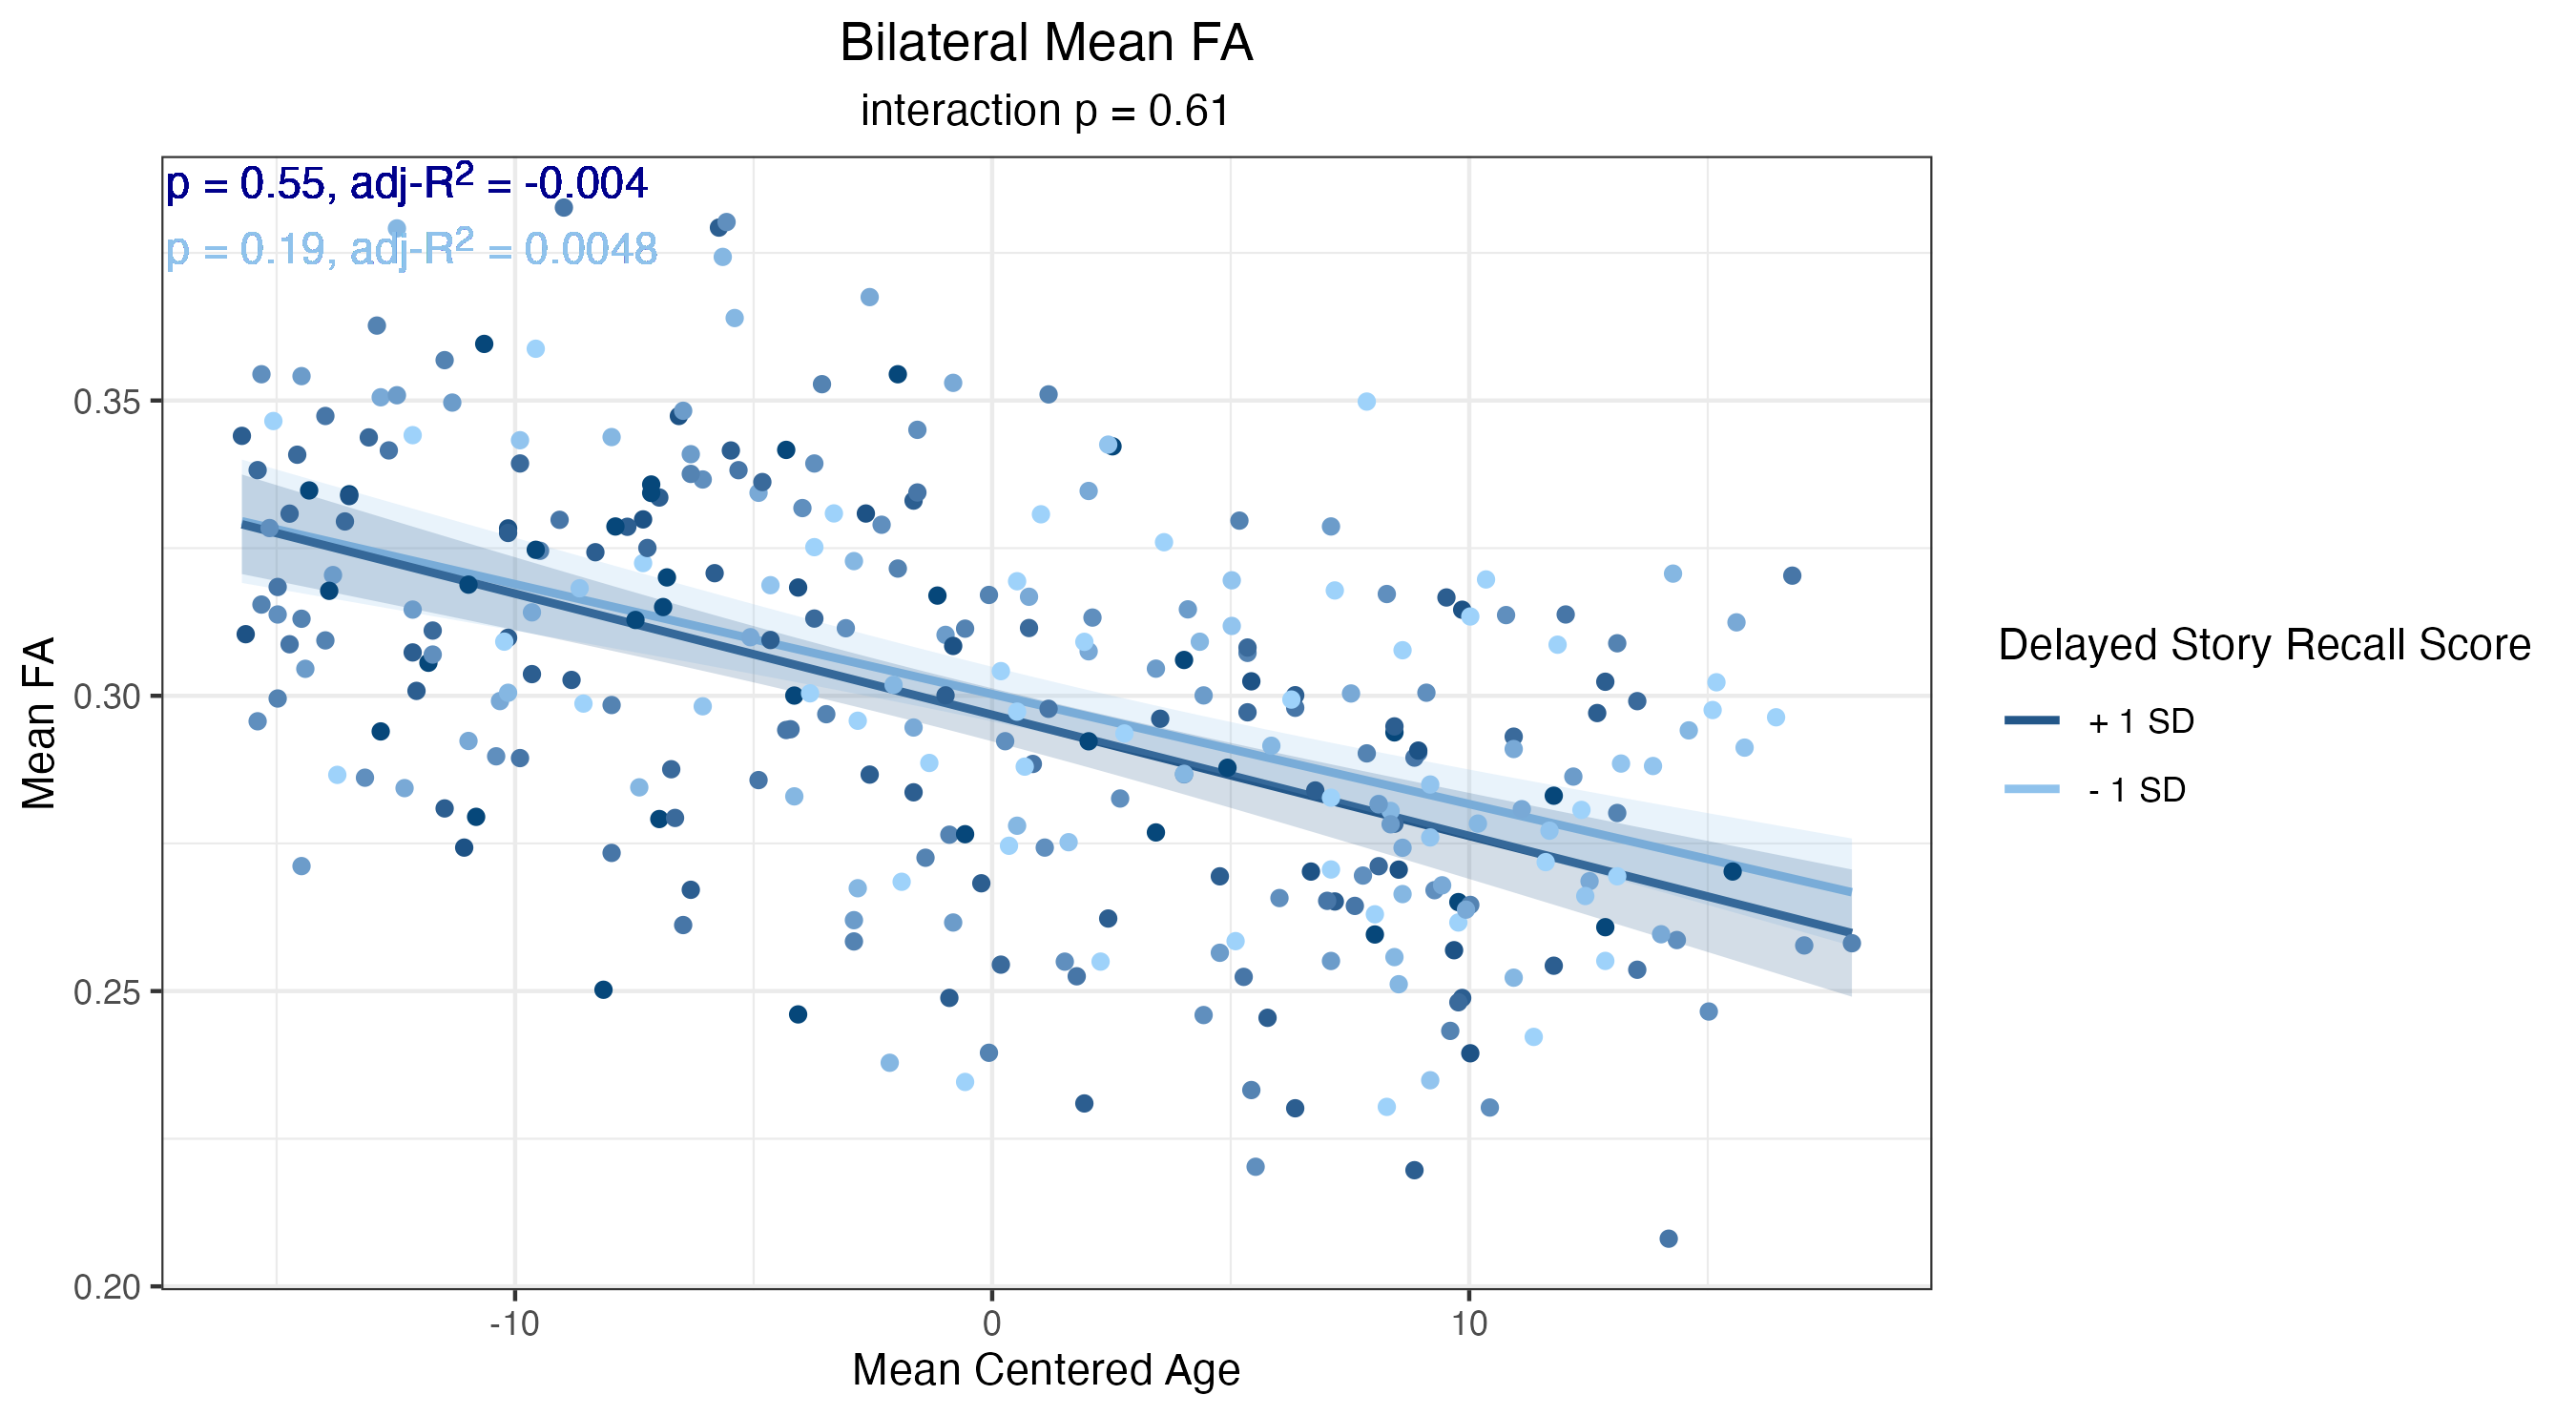 Bilateral Mean FA
interaction p = 0.61
p = 0.55, adj-R² = -0.004
p = 0.19, adj-R² = 0.0048
0.35
0.30
0.25
0.20
Mean FA
-10 0 10
Mean Centered Age
Delayed Story Recall Score
+ 1 SD
- 1 SD